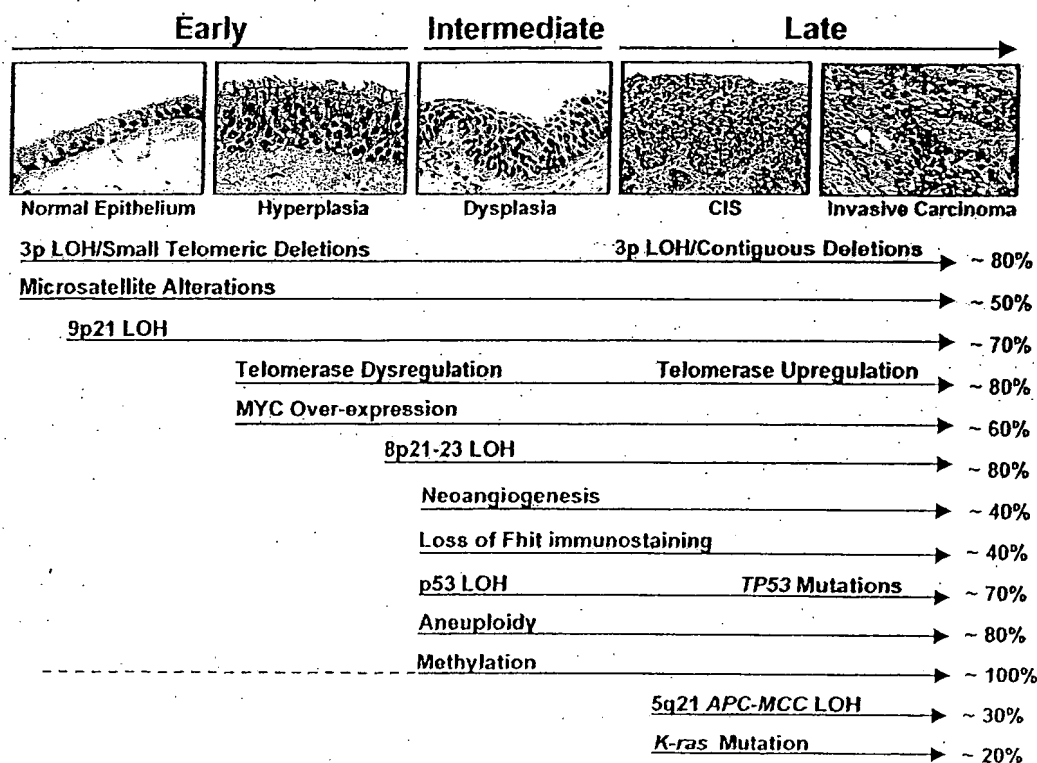 Early Intermediate Late
Normal Epithelium Hyperplasia Dysplasia CIS Invasive Carcinoma
3p LOH/Small Telomeric Deletions 3p LOH/Contiguous Deletions ~ 80%
Microsatellite Alterations ~ 50%
9p21 LOH ~ 70%
Telomerase Dysregulation Telomerase Upregulation ~ 80%
MYC Over-expression ~ 60%
8p21-23 LOH ~ 80%
Neoangiogenesis ~ 40%
Loss of Fhit immunostaining ~ 40%
p53 LOH TP53 Mutations ~ 70%
Aneuploidy ~ 80%
Methylation ~ 100%
5q21 APC-MCC LOH ~ 30%
K-ras Mutation ~ 20%